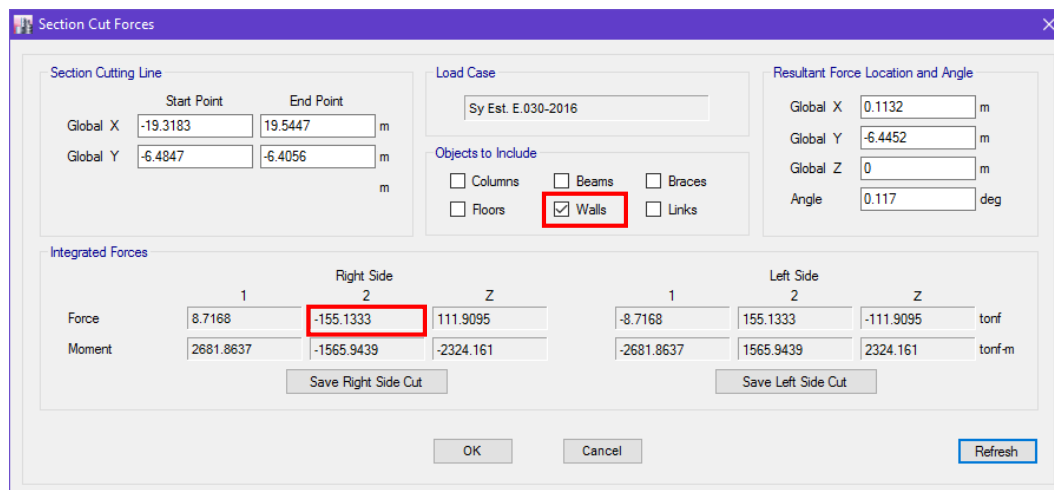 Section Cut Forces
Section Cutting Line
Start Point End Point
Global X -19.3183 19.5447 m
Global Y -6.4847 -6.4056 m
m
Load Case
Sy Est. E.030-2016
Objects to Include
Columns Beams Braces
Floors Walls Links
Resultant Force Location and Angle
Global X 0.1132 m
Global Y -6.4452 m
Global Z 0 m
Angle 0.117 deg
Integrated Forces
Right Side Left Side
1 2 Z 1 2 Z
Force 8.7168 -155.1333 111.9095 -8.7168 155.1333 -111.9095 tonf
Moment 2681.8637 -1565.9439 -2324.161 -2681.8637 1565.9439 2324.161 tonf-m
Save Right Side Cut Save Left Side Cut
OK Cancel Refresh